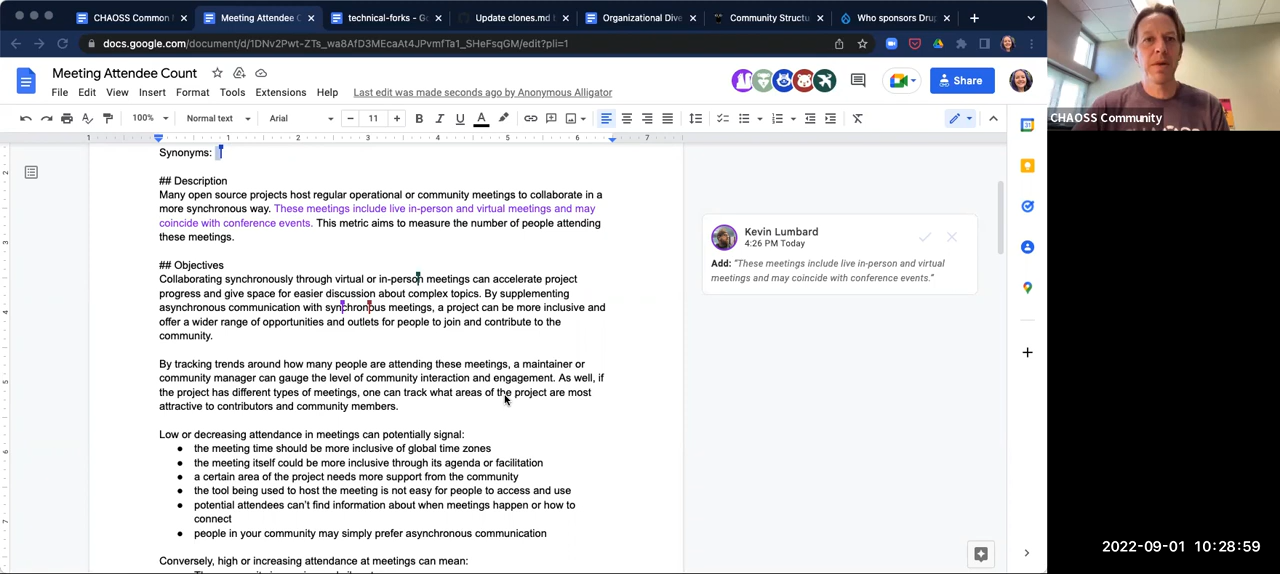 CHAOSS Common
Meeting Attendee C
technical-forks - G
Update clones.md b
Organizational Dive
Community Structu
Who sponsors Drup
docs.google.com/document/d/1DNv2Pwt-ZTs_wa8AfD3MEcaAt4JPvmfTa1_SHeFsqGM/edit?pli=1
Meeting Attendee Count
File Edit View Insert Format Tools Extensions Help Last edit was made seconds ago by Anonymous Alligator
Share
100% Normal text Arial 11
Synonyms:
## Description
Many open source projects host regular operational or community meetings to collaborate in a
more synchronous way. These meetings include live in-person and virtual meetings and may
coincide with conference events. This metric aims to measure the number of people attending
these meetings.
## Objectives
Collaborating synchronously through virtual or in-person meetings can accelerate project
progress and give space for easier discussion about complex topics. By supplementing
asynchronous communication with synchronous meetings, a project can be more inclusive and
offer a wider range of opportunities and outlets for people to join and contribute to the
community.
By tracking trends around how many people are attending these meetings, a maintainer or
community manager can gauge the level of community interaction and engagement. As well, if
the project has different types of meetings, one can track what areas of the project are most
attractive to contributors and community members.
Low or decreasing attendance in meetings can potentially signal:
● the meeting time should be more inclusive of global time zones
● the meeting itself could be more inclusive through its agenda or facilitation
● a certain area of the project needs more support from the community
● the tool being used to host the meeting is not easy for people to access and use
● potential attendees can't find information about when meetings happen or how to
connect
● people in your community may simply prefer asynchronous communication
Conversely, high or increasing attendance at meetings can mean:
Kevin Lumbard
4:26 PM Today
Add: "These meetings include live in-person and virtual
meetings and may coincide with conference events."
CHAOSS Community
2022-09-01 10:28:59